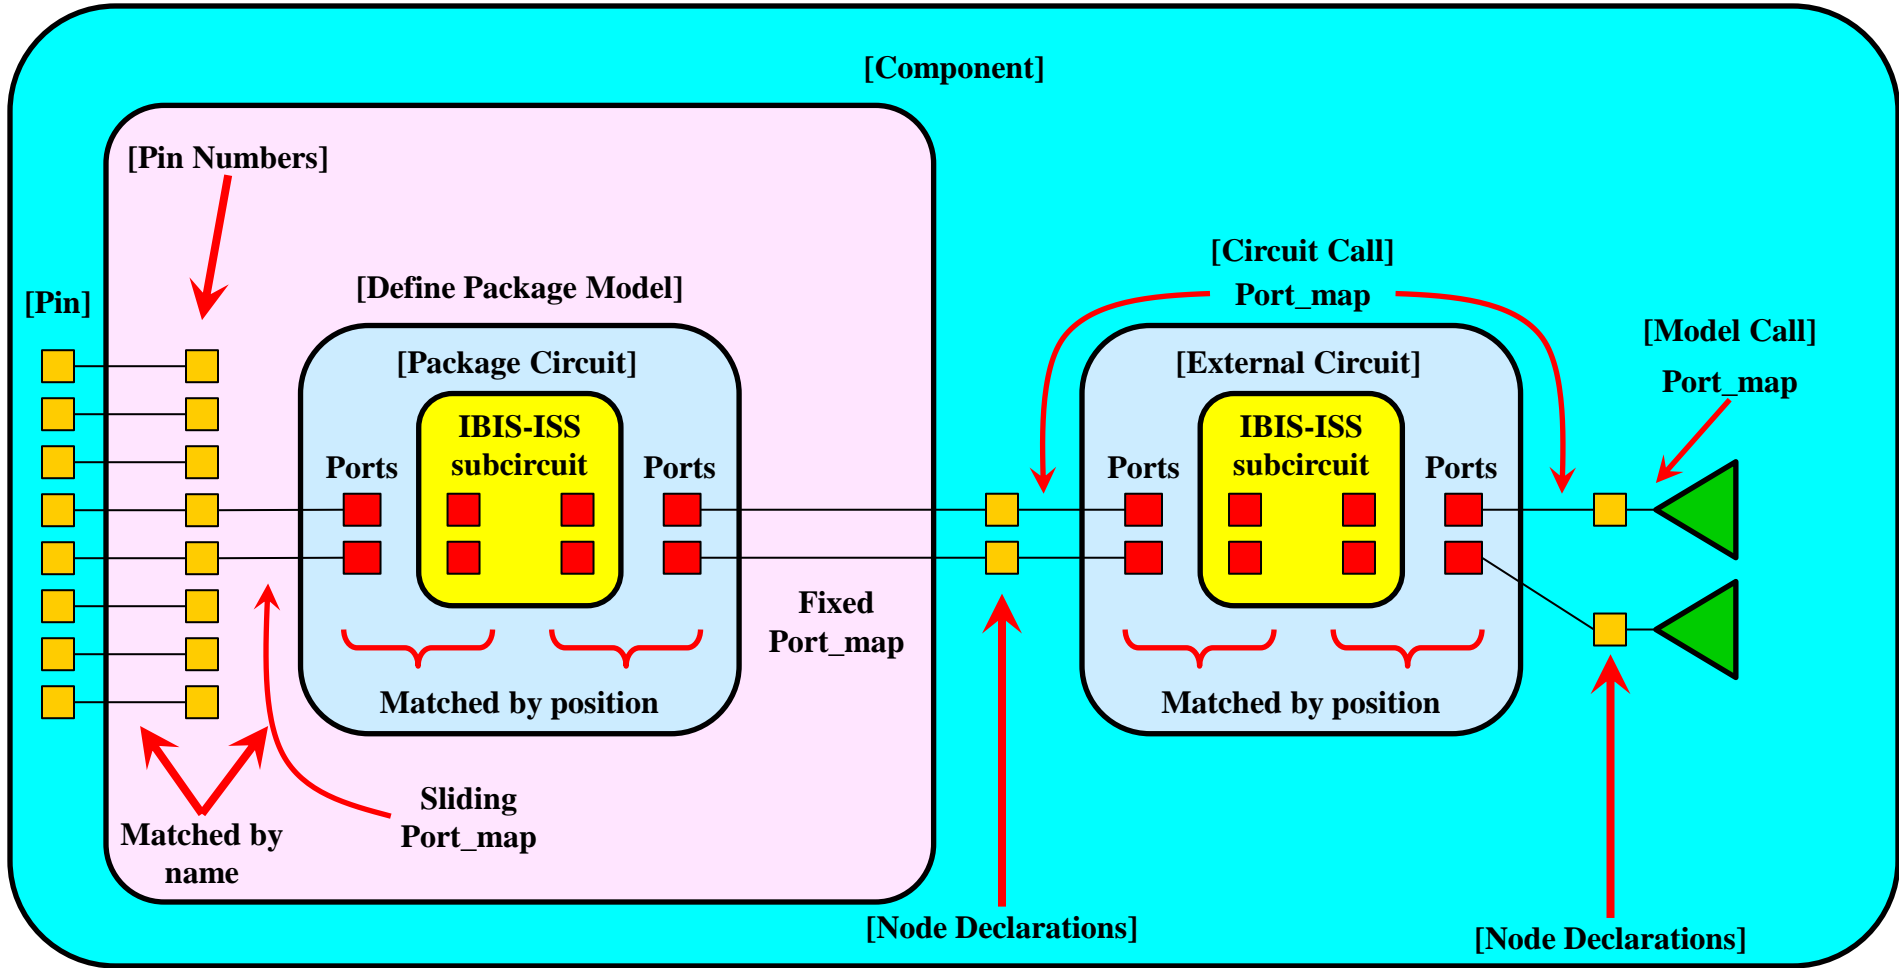 [Component]
[Pin Numbers]
[Pin]
[Define Package Model]
[Package Circuit]
IBIS-ISS
subcircuit
Ports
Ports
Matched by position
Fixed
Port_map
Sliding
Port_map
Matched by
name
[Circuit Call]
Port_map
[External Circuit]
IBIS-ISS
subcircuit
Ports
Ports
Matched by position
[Model Call]
Port_map
[Node Declarations]
[Node Declarations]